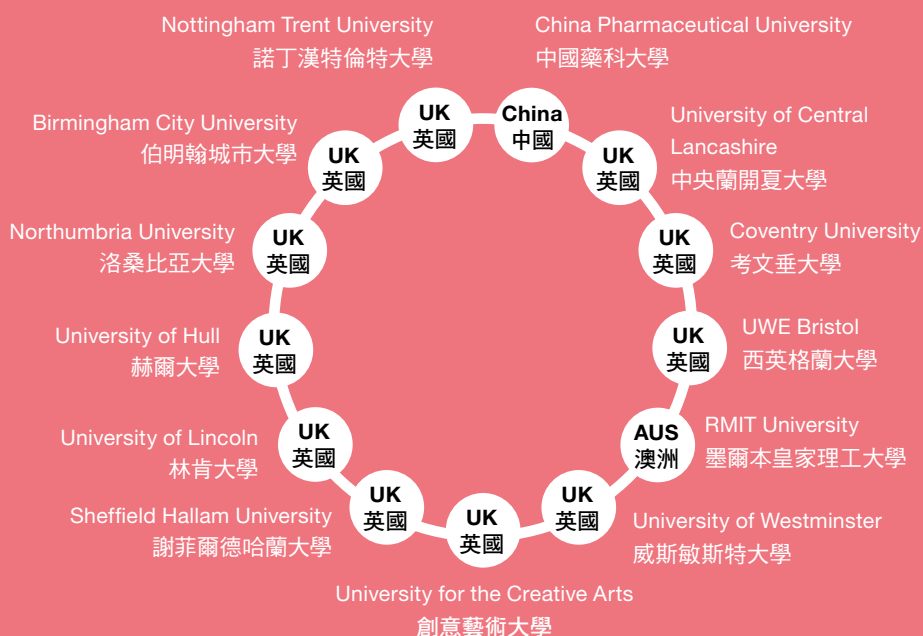 Nottingham Trent University
諾丁漢特倫特大學
China Pharmaceutical University
中國藥科大學
UK
英國
China
中國
Birmingham City University
伯明翰城市大學
UK
英國
UK
英國
University of Central
Lancashire
中央蘭開夏大學
Northumbria University
洛桑比亞大學
UK
英國
UK
英國
Coventry University
考文垂大學
University of Hull
赫爾大學
UK
英國
UK
英國
UWE Bristol
西英格蘭大學
University of Lincoln
林肯大學
UK
英國
AUS
澳洲
RMIT University
墨爾本皇家理工大學
Sheffield Hallam University
謝菲爾德哈蘭大學
UK
英國
UK
英國
UK
英國
University of Westminster
威斯敏斯特大學
University for the Creative Arts
創意藝術大學